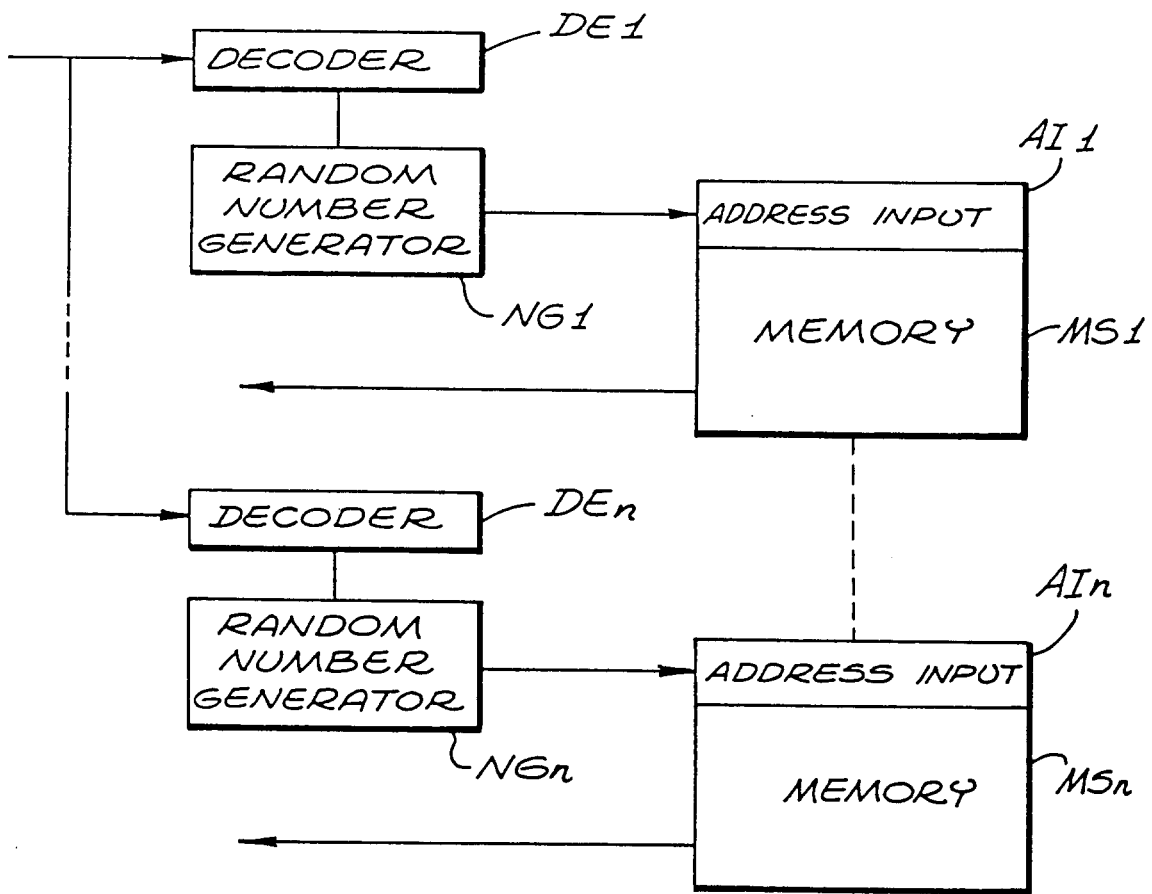 DECODER
DE1
RANDOM
NUMBER
GENERATOR
NG1
AI1
ADDRESS INPUT
MEMORY
MS1
DECODER
DEn
RANDOM
NUMBER
GENERATOR
NGn
AIn
ADDRESS INPUT
MEMORY
MSn